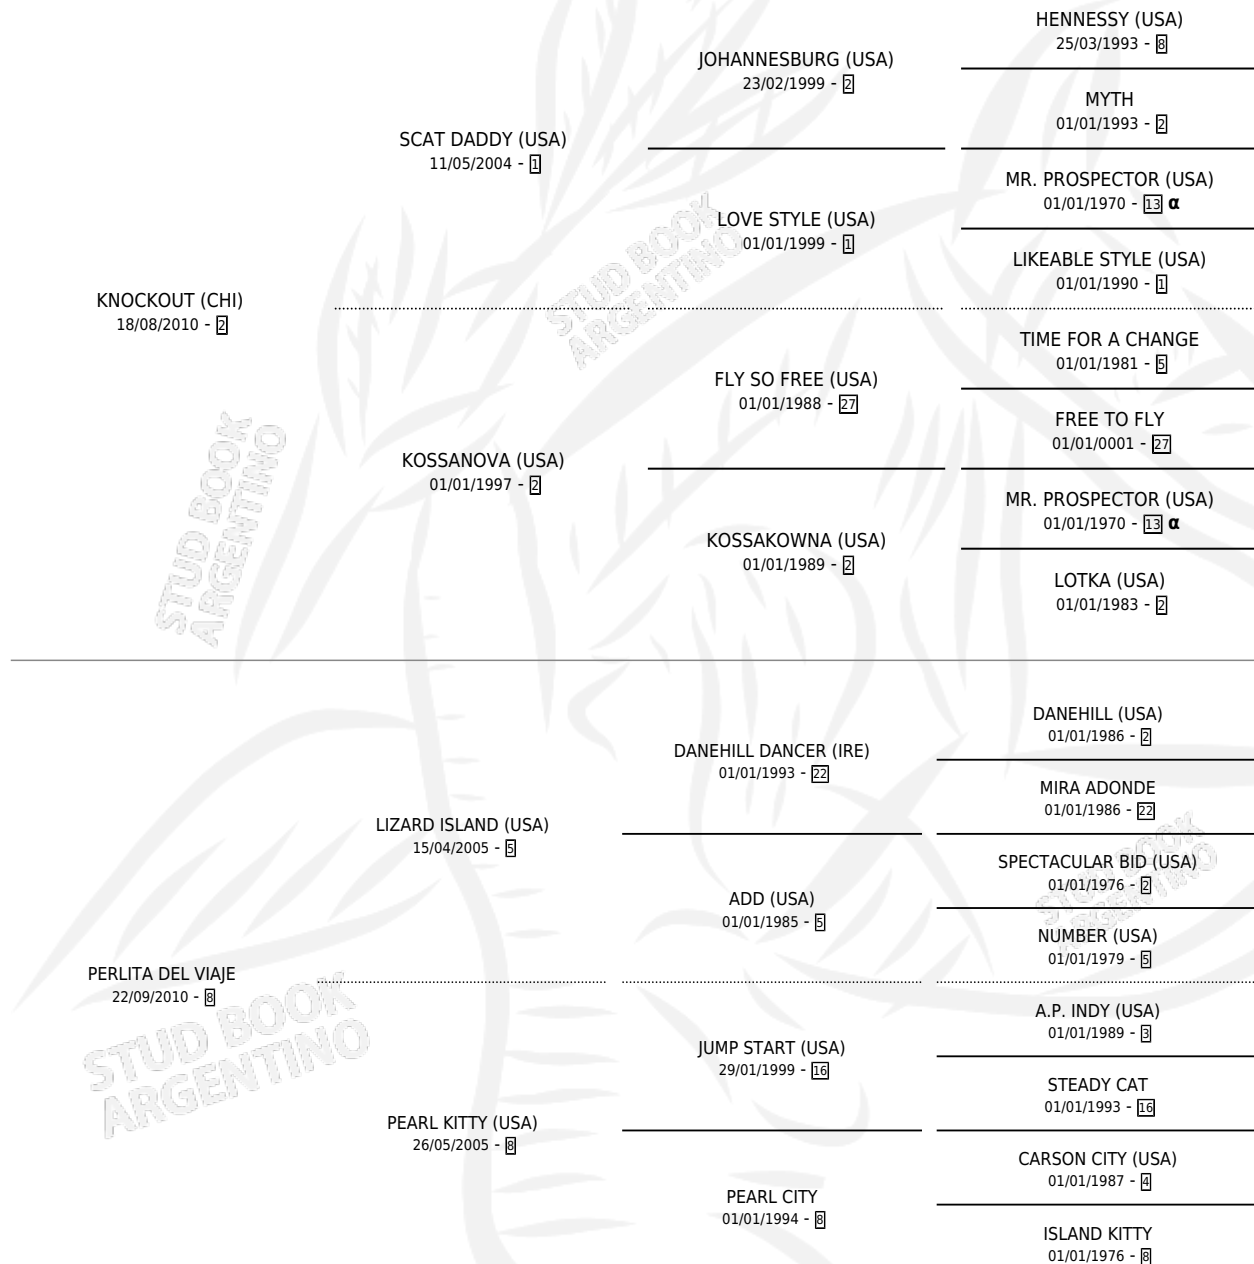 HENNESSY (USA)
25/03/1993 - 8
JOHANNESBURG (USA)
23/02/1999 - 2
MYTH
01/01/1993 - 2
SCAT DADDY (USA)
11/05/2004 - 1
MR. PROSPECTOR (USA)
01/01/1970 - 13 α
LOVE STYLE (USA)
01/01/1999 - 1
LIKEABLE STYLE (USA)
01/01/1990 - 1
KNOCKOUT (CHI)
18/08/2010 - 2
TIME FOR A CHANGE
01/01/1981 - 5
FLY SO FREE (USA)
01/01/1988 - 27
FREE TO FLY
01/01/0001 - 27
KOSSANOVA (USA)
01/01/1997 - 2
MR. PROSPECTOR (USA)
01/01/1970 - 13 α
KOSSAKOWNA (USA)
01/01/1989 - 2
LOTKA (USA)
01/01/1983 - 2
DANEHILL (USA)
01/01/1986 - 2
DANEHILL DANCER (IRE)
01/01/1993 - 22
MIRA ADONDE
01/01/1986 - 22
LIZARD ISLAND (USA)
15/04/2005 - 5
SPECTACULAR BID (USA)
01/01/1976 - 2
ADD (USA)
01/01/1985 - 5
NUMBER (USA)
01/01/1979 - 5
PERLITA DEL VIAJE
22/09/2010 - 8
A.P. INDY (USA)
01/01/1989 - 3
JUMP START (USA)
29/01/1999 - 16
STEADY CAT
01/01/1993 - 16
PEARL KITTY (USA)
26/05/2005 - 8
CARSON CITY (USA)
01/01/1987 - 4
PEARL CITY
01/01/1994 - 8
ISLAND KITTY
01/01/1976 - 8
STUD BOOK
ARGENTINO
STUD BOOK
ARGENTINO
STUD BOOK
ARGENTINO
STUD BOOK
ARGENTINO